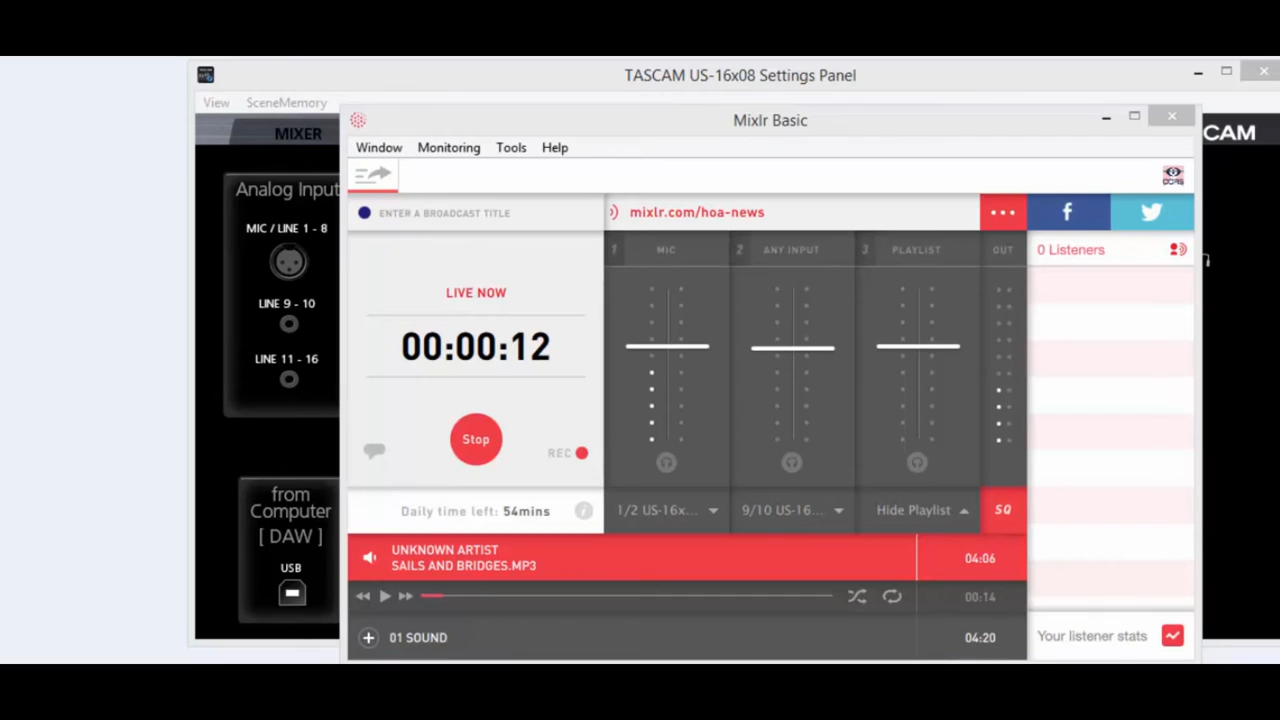 TASCAM US-16x08 Settings Panel
View SceneMemory
MIXER
CAM
Analog Input
MIC / LINE 1 - 8
LINE 9 - 10
LINE 11 - 16
from
Computer
[ DAW ]
USB
Mixlr Basic
Window Monitoring Tools Help
ENTER A BROADCAST TITLE
mixlr.com/hoa-news
0 Listeners
1 MIC 2 ANY INPUT 3 PLAYLIST OUT
LIVE NOW
00:00:12
Stop
REC
Daily time left: 54mins
1/2 US-16x... 9/10 US-16... Hide Playlist SQ
UNKNOWN ARTIST
SAILS AND BRIDGES.MP3
04:06
00:14
01 SOUND 04:20
Your listener stats